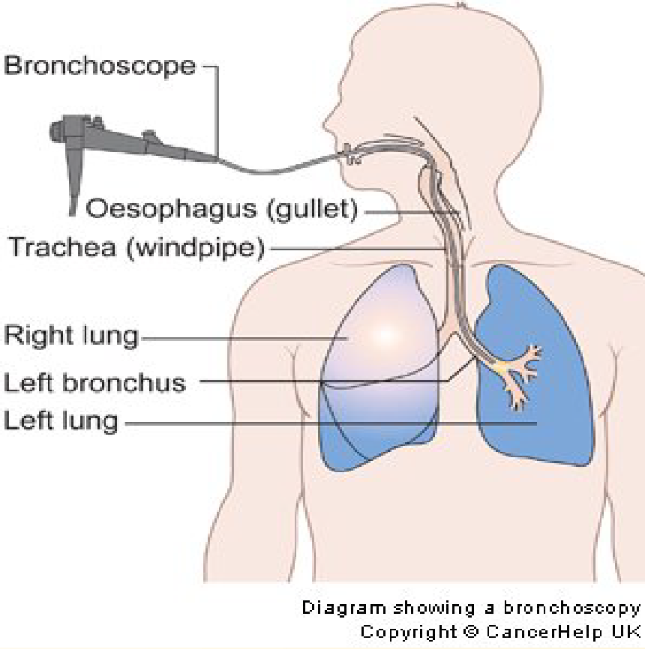 Bronchoscope
Oesophagus (gullet)
Trachea (windpipe)
Right lung
Left bronchus
Left lung
Diagram showing a bronchoscopy
Copyright © CancerHelp UK